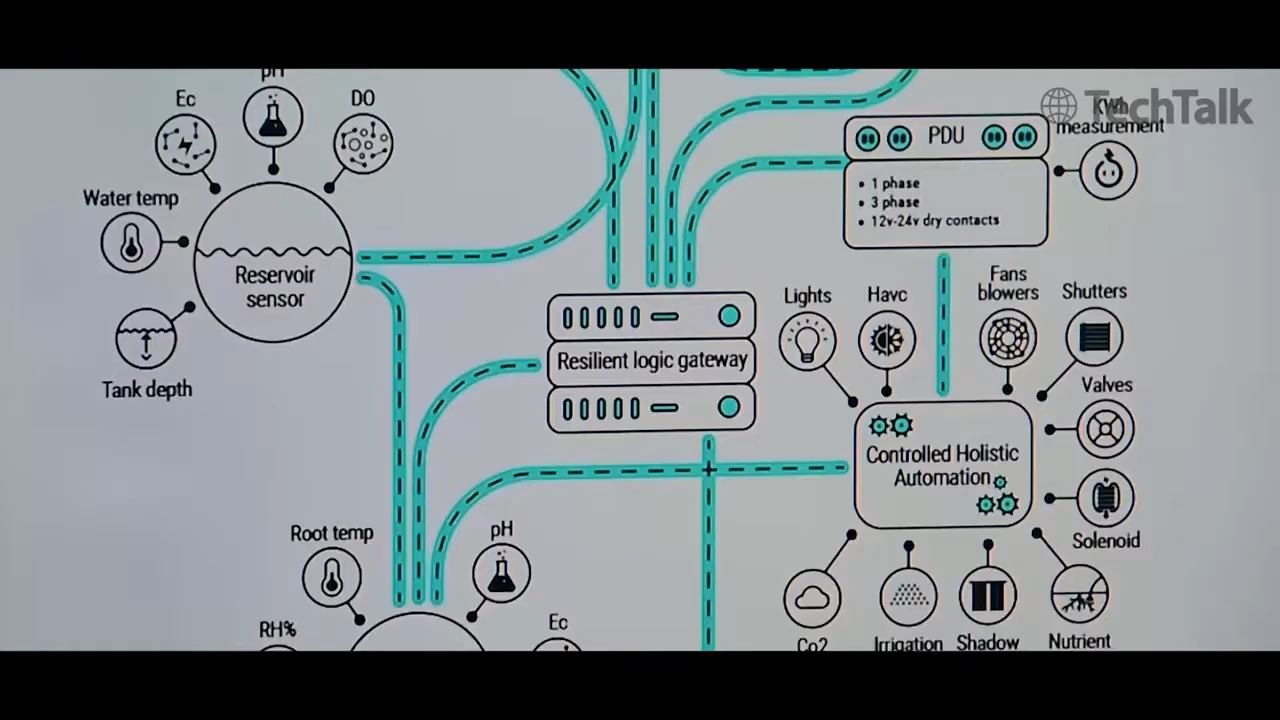 TechTalk
pH
Ec
DO
Water temp
Reservoir
sensor
Tank depth
PDU
• 1 phase
• 3 phase
• 12v-24v dry contacts
kWh
measurement
Resilient logic gateway
Lights
Havc
Fans
blowers
Shutters
Valves
Controlled Holistic
Automation
Solenoid
Co2
Irrigation
Shadow
Nutrient
Root temp
pH
RH%
Ec